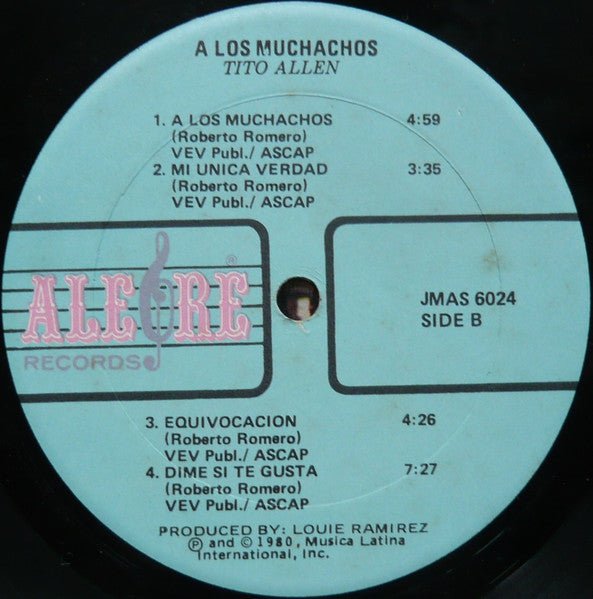 A LOS MUCHACHOS
TITO ALLEN
1. A LOS MUCHACHOS 4:59
(Roberto Romero)
VEV Publ./ ASCAP
2. MI UNICA VERDAD 3:35
(Roberto Romero)
VEV Publ./ ASCAP
ALEGRE ®
RECORDS
JMAS 6024
SIDE B
3. EQUIVOCACION 4:26
(Roberto Romero)
VEV Publ./ ASCAP
4. DIME SI TE GUSTA 7:27
(Roberto Romero)
VEV Publ./ ASCAP
PRODUCED BY: LOUIE RAMIREZ
℗ and © 1980, Musica Latina
International, Inc.